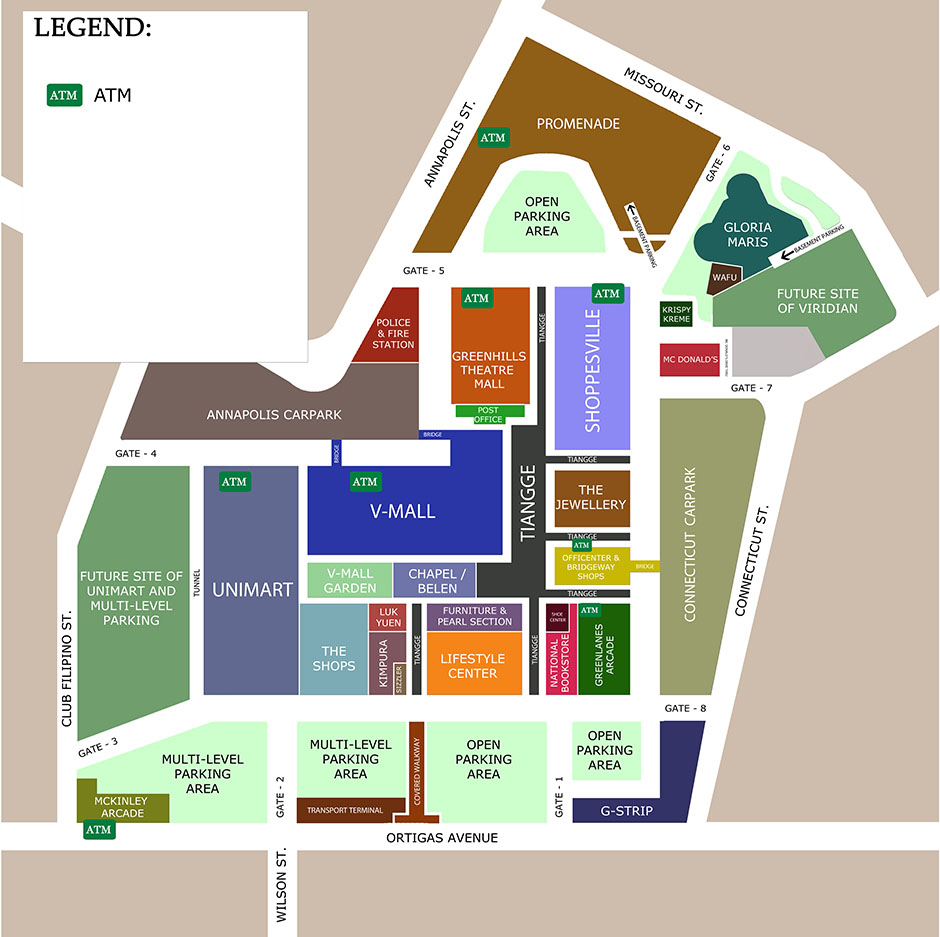 LEGEND:
ATM ATM
MISSOURI ST.
ANNAPOLIS ST.
PROMENADE
ATM
GATE - 6
OPEN
PARKING
AREA
BASEMENT PARKING
GLORIA
MARIS
BASEMENT PARKING
WAFU
GATE - 5
FUTURE SITE
OF VIRIDIAN
KRISPY
KREME
MC DONALD'S
GATE - 7
POLICE
& FIRE
STATION
ATM
GREENHILLS
THEATRE
MALL
POST
OFFICE
TIANGGE
ATM
SHOPPESVILLE
ANNAPOLIS CARPARK
BRIDGE
BRIDGE
GATE - 4
ATM
UNIMART
ATM
V-MALL
TIANGGE
TIANGGE
THE
JEWELLERY
TIANGGE
ATM
OFFICENTER &
BRIDGEWAY
SHOPS
BRIDGE
TIANGGE
CONNECTICUT CARPARK
CONNECTICUT ST.
FUTURE SITE OF
UNIMART AND
MULTI-LEVEL
PARKING
TUNNEL
CLUB FILIPINO ST.
V-MALL
GARDEN
CHAPEL /
BELEN
THE
SHOPS
LUK
YUEN
KIMPURA
SIZZLER
TIANGGE
FURNITURE &
PEARL SECTION
LIFESTYLE
CENTER
TIANGGE
SHOE
CENTER
NATIONAL
BOOKSTORE
ATM
GREENLANES
ARCADE
GATE - 8
GATE - 3
MULTI-LEVEL
PARKING
AREA
MCKINLEY
ARCADE
ATM
GATE - 2
MULTI-LEVEL
PARKING
AREA
TRANSPORT TERMINAL
COVERED WALKWAY
OPEN
PARKING
AREA
GATE - 1
OPEN
PARKING
AREA
G-STRIP
ORTIGAS AVENUE
WILSON ST.